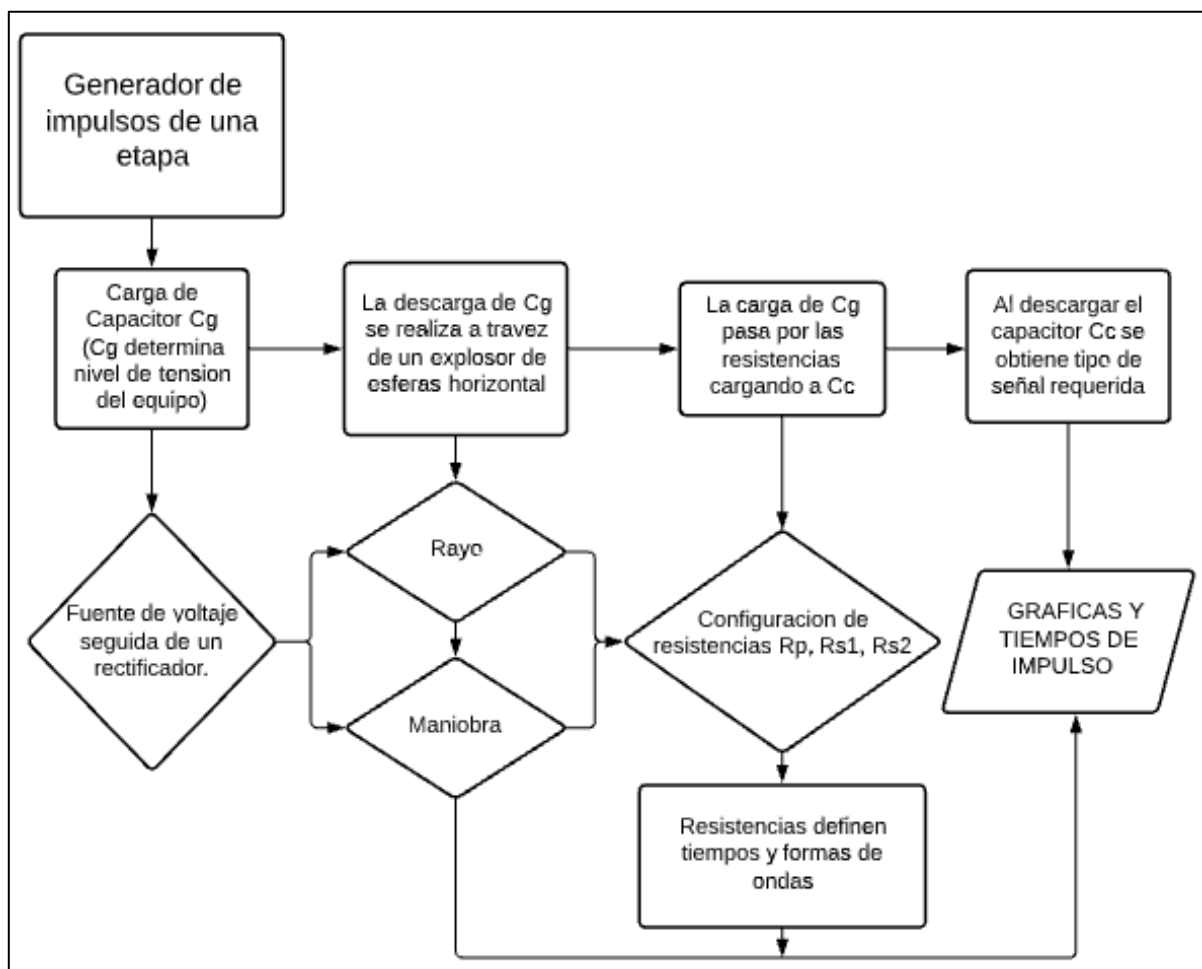 Generador de
impulsos de una
etapa
Carga de
Capacitor Cg
(Cg determina
nivel de tension
del equipo)
La descarga de Cg
se realiza a travez
de un explosor de
esferas horizontal
La carga de Cg
pasa por las
resistencias
cargando a Cc
Al descargar el
capacitor Cc se
obtiene tipo de
señal requerida
Fuente de voltaje
seguida de un
rectificador.
Rayo
Maniobra
Configuracion de
resistencias Rp, Rs1, Rs2
GRAFICAS Y
TIEMPOS DE
IMPULSO
Resistencias definen
tiempos y formas de
ondas